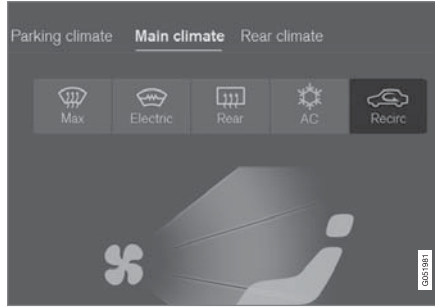 Parking climate Main climate Rear climate
Max Electric Rear AC Recirc
G051981